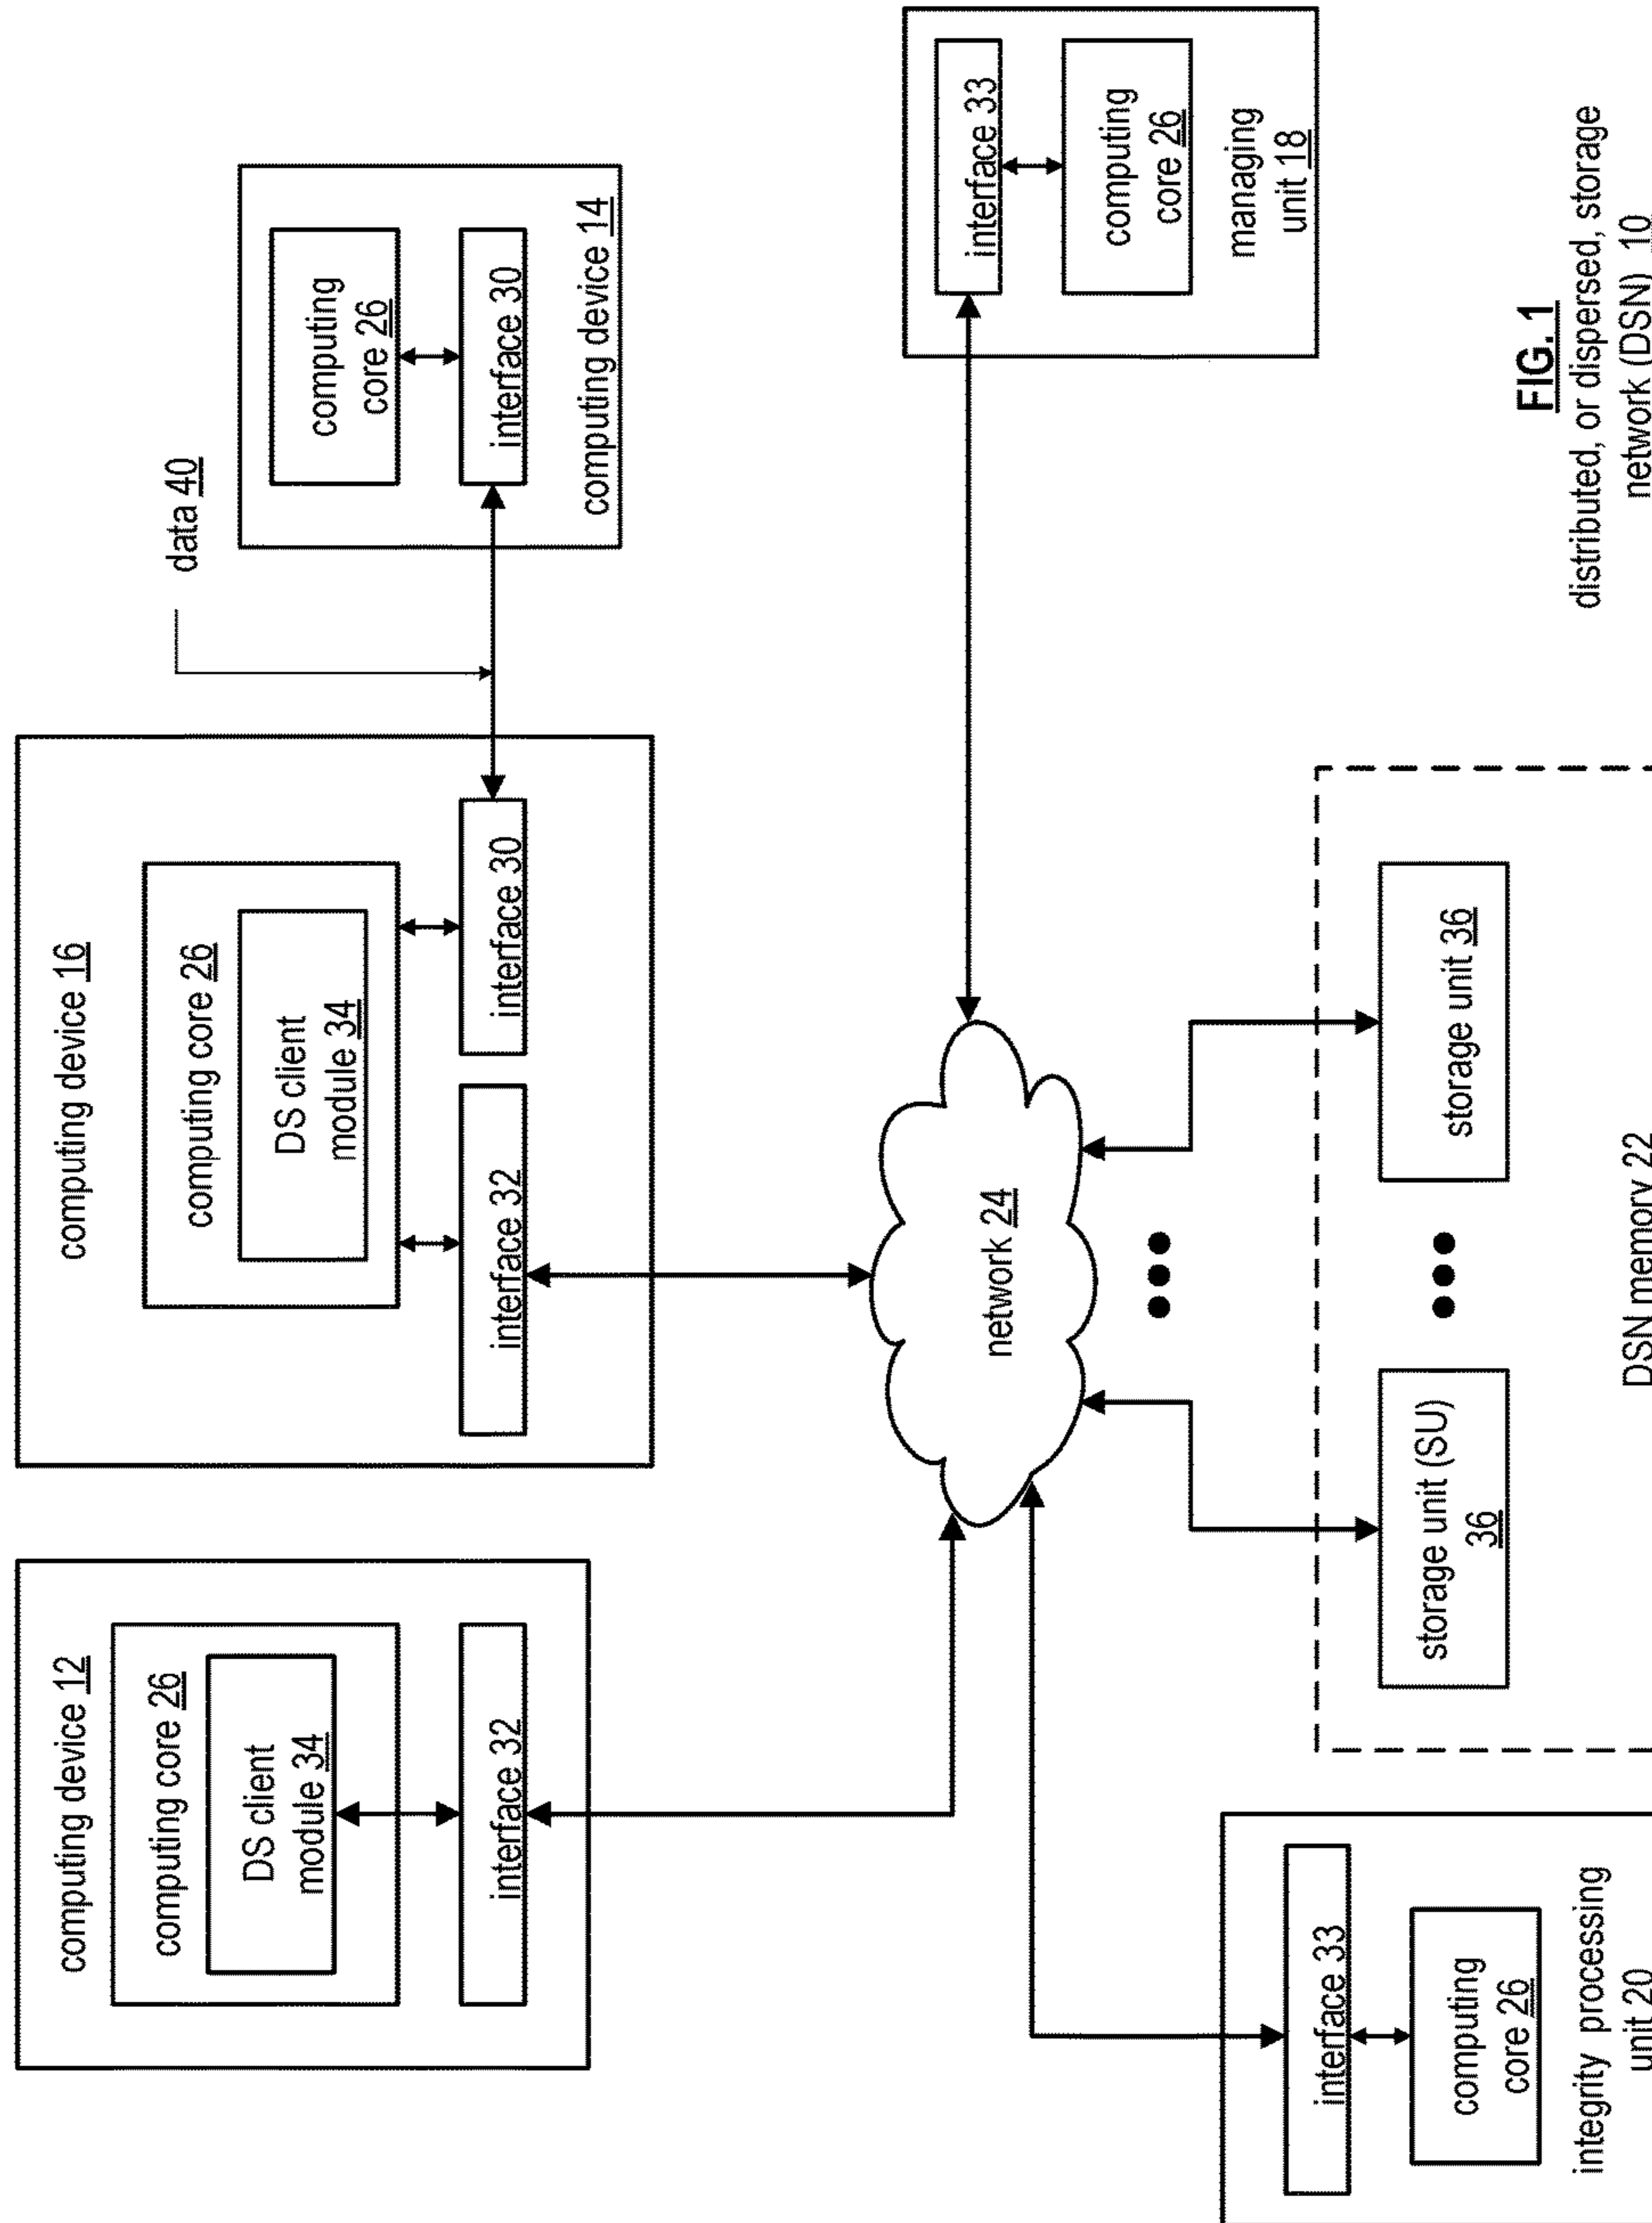 computing device 12
computing core 26
DS client
module 34
interface 32
computing device 16
computing core 26
DS client
module 34
interface 32
interface 30
data 40
computing
core 26
interface 30
computing device 14
network 24
interface 33
computing
core 26
managing
unit 18
interface 33
computing
core 26
integrity processing
unit 20
storage unit (SU)
36
storage unit 36
DSN memory 22
FIG. 1
distributed, or dispersed, storage
network (DSN) 10